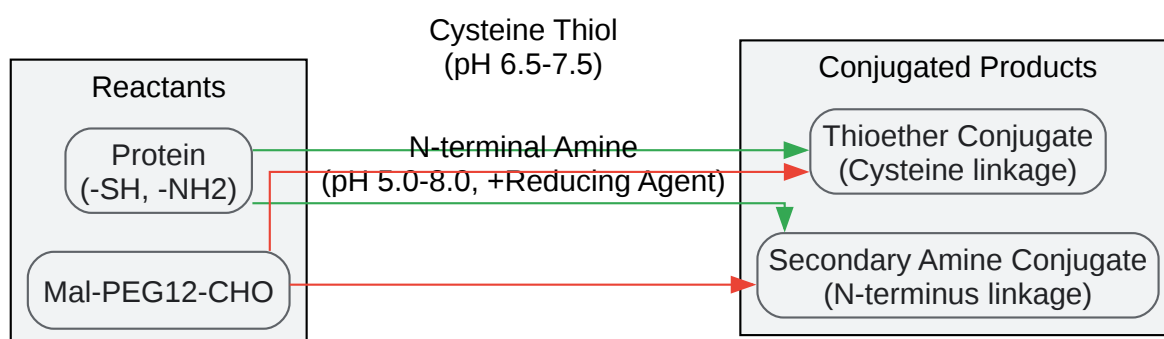 Cysteine Thiol
(pH 6.5-7.5)
Reactants
Conjugated Products
Protein
(-SH, -NH2)
N-terminal Amine
(pH 5.0-8.0, +Reducing Agent)
Thioether Conjugate
(Cysteine linkage)
Mal-PEG12-CHO
Secondary Amine Conjugate
(N-terminus linkage)